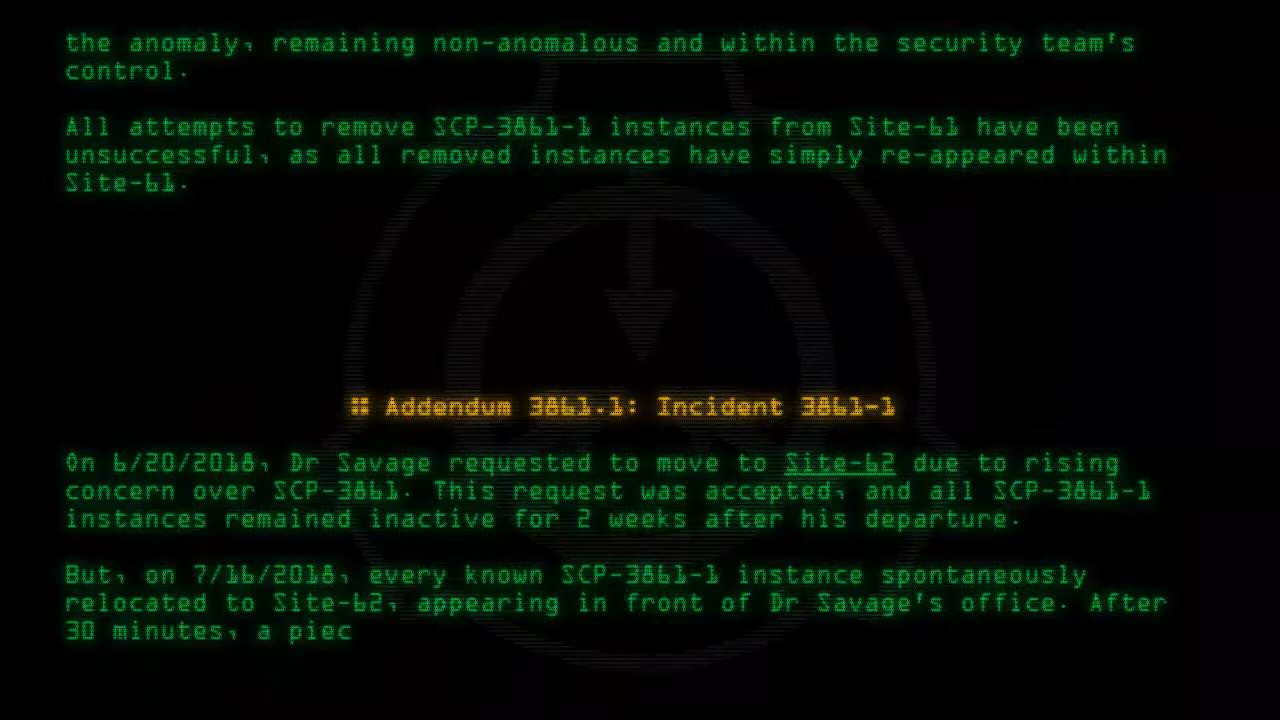 the anomaly, remaining non-anomalous and within the security team's
control.
All attempts to remove SCP-3861-1 instances from Site-61 have been
unsuccessful, as all removed instances have simply re-appeared within
Site-61.
# Addendum 3861.1: Incident 3861-1
On 6/20/2018, Dr Savage requested to move to Site-62 due to rising
concern over SCP-3861. This request was accepted, and all SCP-3861-1
instances remained inactive for 2 weeks after his departure.
But, on 7/16/2018, every known SCP-3861-1 instance spontaneously
relocated to Site-62, appearing in front of Dr Savage's office. After
30 minutes, a piec